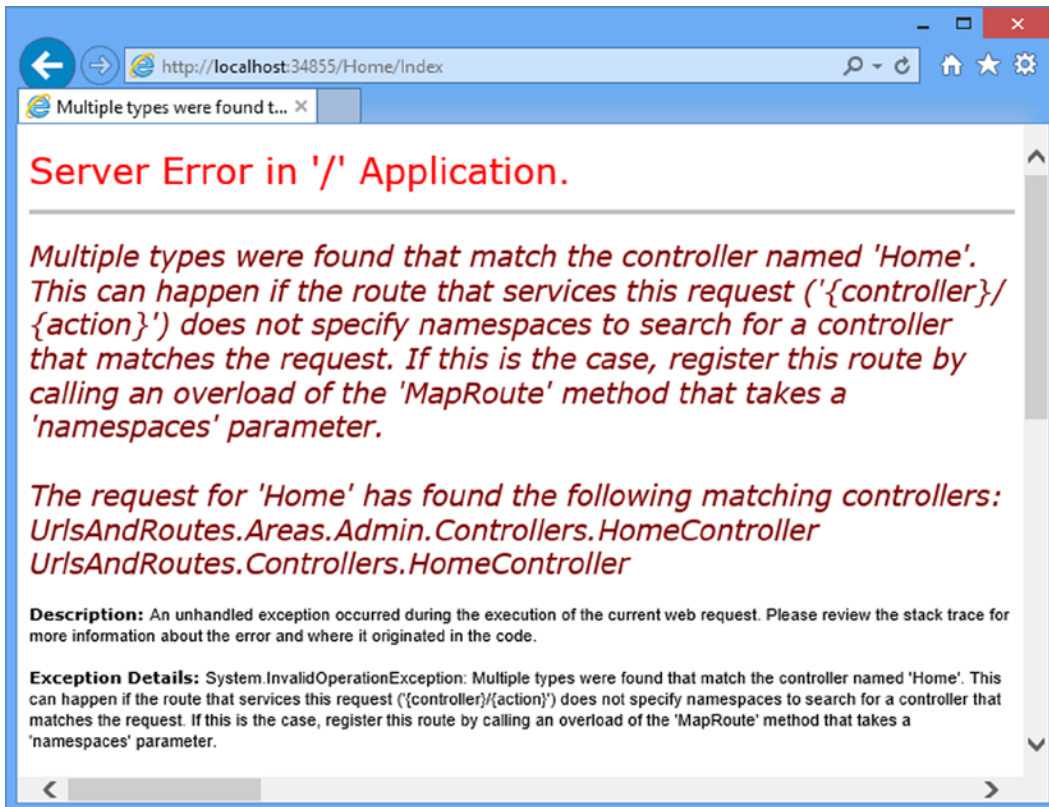 http://localhost:34855/Home/Index
Multiple types were found t...
Server Error in '/' Application.
Multiple types were found that match the controller named 'Home'.
This can happen if the route that services this request ('{controller}/
{action}') does not specify namespaces to search for a controller
that matches the request. If this is the case, register this route by
calling an overload of the 'MapRoute' method that takes a
'namespaces' parameter.
The request for 'Home' has found the following matching controllers:
UrlsAndRoutes.Areas.Admin.Controllers.HomeController
UrlsAndRoutes.Controllers.HomeController
Description: An unhandled exception occurred during the execution of the current web request. Please review the stack trace for
more information about the error and where it originated in the code.
Exception Details: System.InvalidOperationException: Multiple types were found that match the controller named 'Home'. This
can happen if the route that services this request ('{controller}/{action}') does not specify namespaces to search for a controller that
matches the request. If this is the case, register this route by calling an overload of the 'MapRoute' method that takes a
'namespaces' parameter.